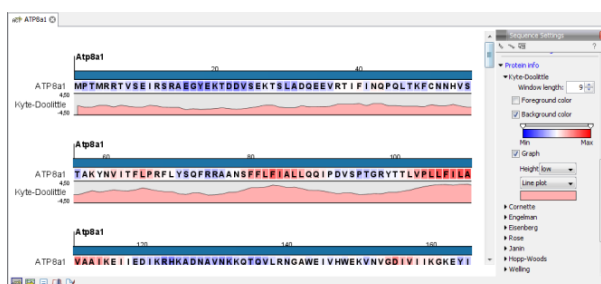 ATP8a1
Atp8a1
20
ATP8a1 MPTMRRTVSEIRSRAEGYEKTDDVSEKTSLADQEEVRTIFINQPQLTKFCNNHVS
4,50
Kyte-Doolittle
-4,50
Atp8a1
60 80 100
ATP8a1 TAKYNVITFLPRFLYSQFRRAANSFFLFIALLQQIPDVSPTGRYTTLVPLLFILA
4,50
Kyte-Doolittle
-4,50
Atp8a1
120 140 160
ATP8a1 VAAIKEIIEDIKRHKADNAVNKKQTQVLRNGAWEIVHWEKVNVGDIVIIKGKEYI
Sequence Settings
?
Protein info
Kyte-Doolittle
Window length: 9
Foreground color
Background color
Min Max
Graph
Height low
Line plot
Cornette
Engelman
Eisenberg
Rose
Janin
Hopp-Woods
Welling